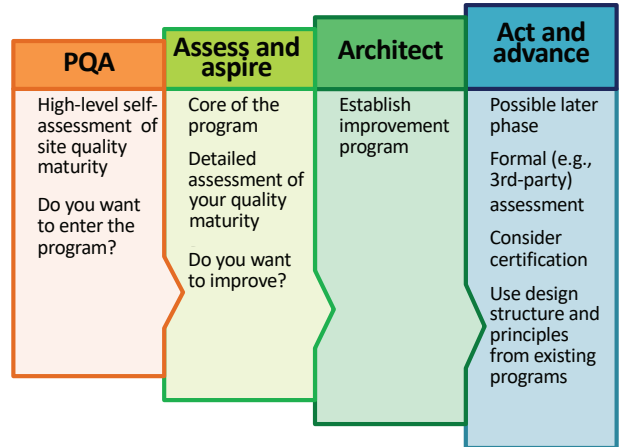 PQA
High-level self-
assessment of
site quality
maturity
Do you want
to enter the
program?
Assess and
aspire
Core of the
program
Detailed
assessment of
your quality
maturity
Do you want
to improve?
Architect
Establish
improvement
program
Act and
advance
Possible later
phase
Formal (e.g.,
3rd-party)
assessment
Consider
certification
Use design
structure and
principles
from existing
programs